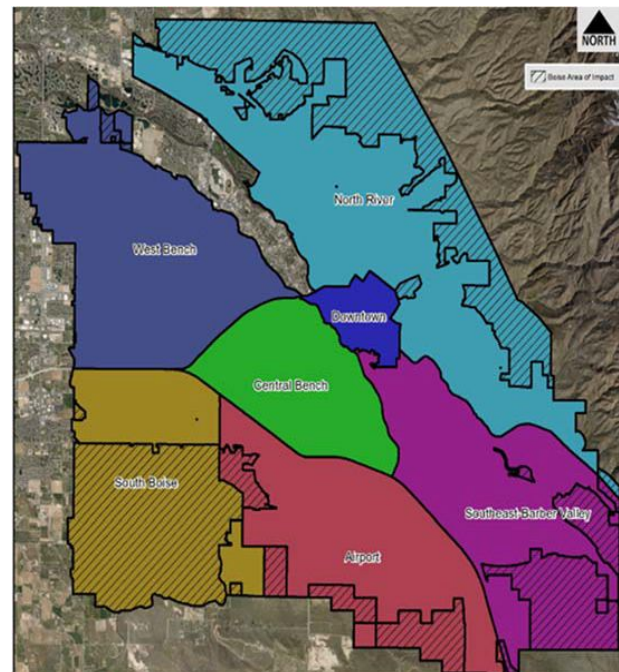 NORTH
Boise Area of Impact
North River
West Bench
Downtown
Central Bench
South Boise
Southeast-Barber Valley
Airport